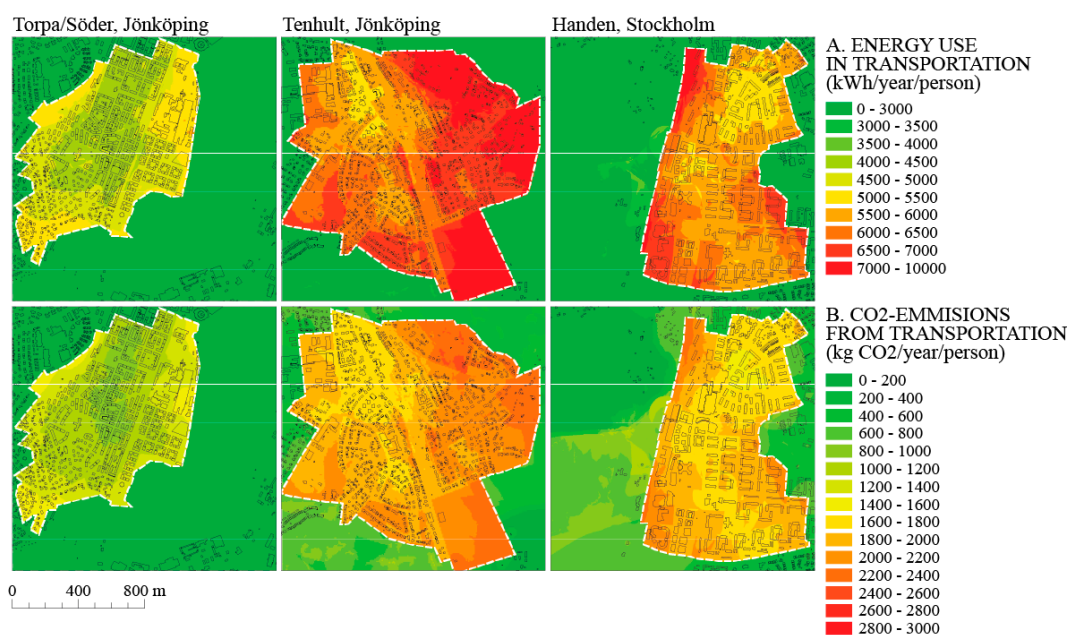 Torpa/Söder, Jönköping
Tenhult, Jönköping
Handen, Stockholm
A. ENERGY USE
IN TRANSPORTATION
(kWh/year/person)
0 - 3000
3000 - 3500
3500 - 4000
4000 - 4500
4500 - 5000
5000 - 5500
5500 - 6000
6000 - 6500
6500 - 7000
7000 - 10000
B. CO2-EMMISIONS
FROM TRANSPORTATION
(kg CO2/year/person)
0 - 200
200 - 400
400 - 600
600 - 800
800 - 1000
1000 - 1200
1200 - 1400
1400 - 1600
1600 - 1800
1800 - 2000
2000 - 2200
2200 - 2400
2400 - 2600
2600 - 2800
2800 - 3000
0 400 800 m